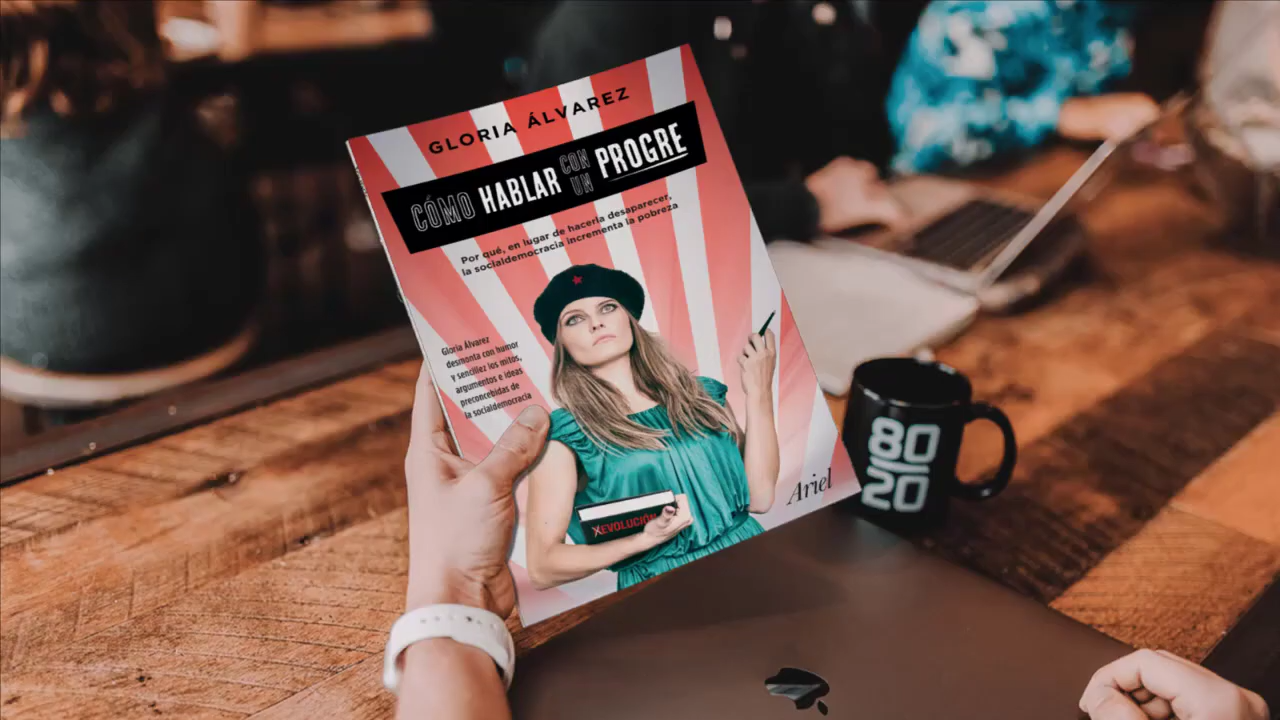 GLORIA ÁLVAREZ
CÓMO HABLAR CON UN PROGRE
Por qué, en lugar de hacerla desaparecer,
la socialdemocracia incrementa la pobreza
Gloria Álvarez
desmonta con humor
y sencillez los mitos,
argumentos e ideas
preconcebidas de
la socialdemocracia
XEVOLUCIÓN
Ariel
80
20